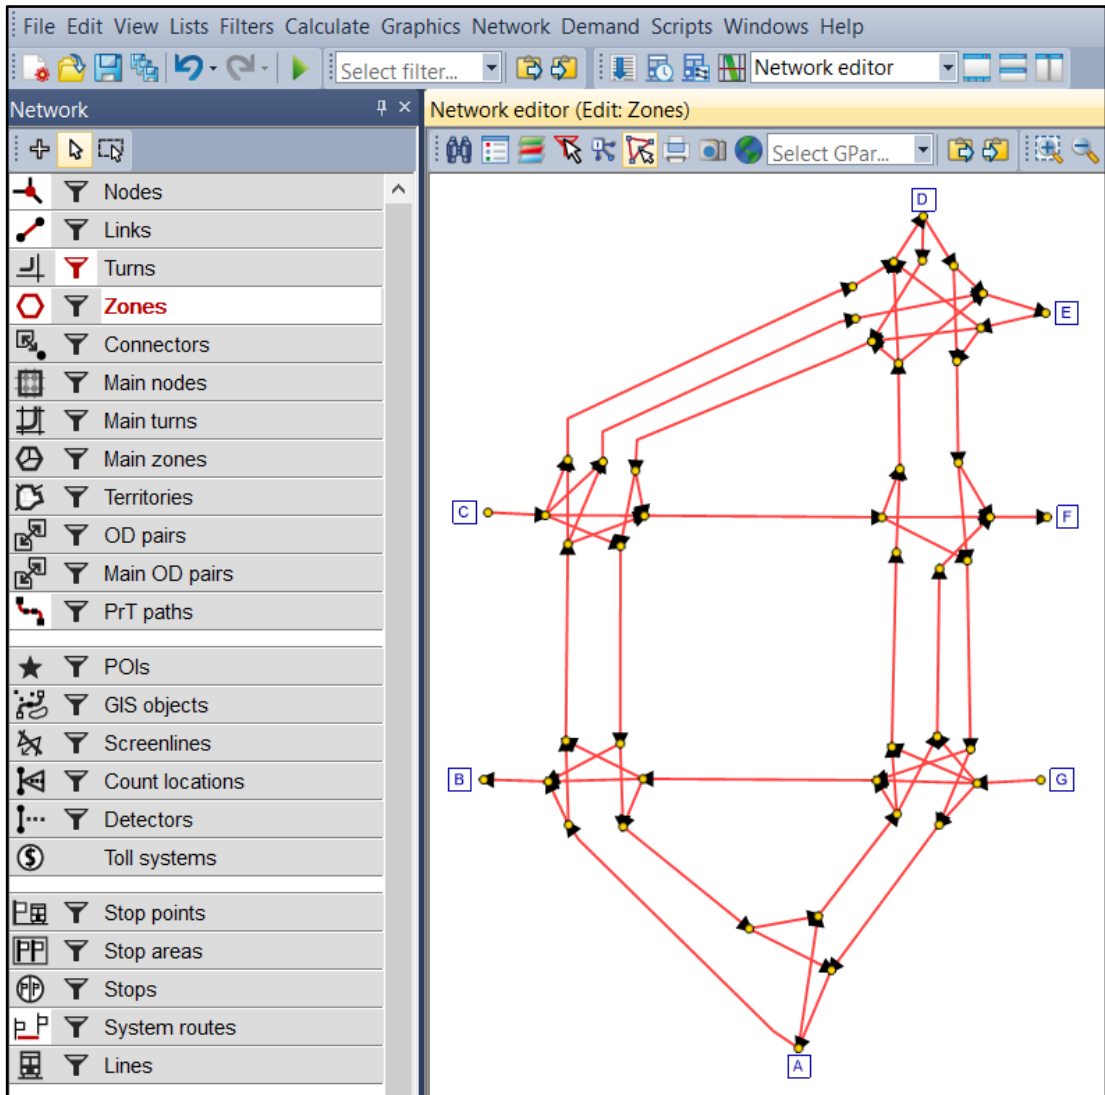 File Edit View Lists Filters Calculate Graphics Network Demand Scripts Windows Help
Select filter... Network editor
Network
Network editor (Edit: Zones)
Select GPar...
Nodes
Links
Turns
Zones
Connectors
Main nodes
Main turns
Main zones
Territories
OD pairs
Main OD pairs
PrT paths
POIs
GIS objects
Screenlines
Count locations
Detectors
Toll systems
Stop points
Stop areas
Stops
System routes
Lines
D
E
C
F
B
G
A